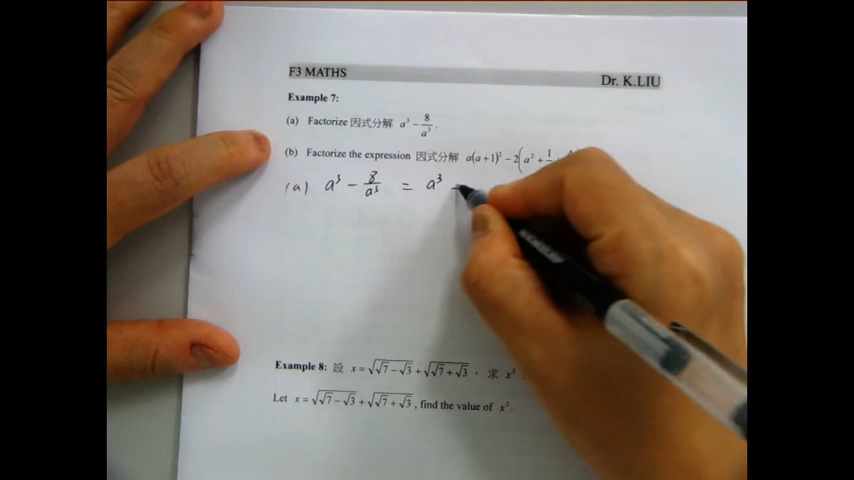 F3 MATHS
Dr. K.LIU
Example 7:
(a) Factorize 因式分解 a³ − 8/a³ .
(b) Factorize the expression 因式分解 a(a+1)² − 2(a² + 1/
(a) a³ − 8/a³ = a³ −
Example 8: 設 x = √(√7 − √3) + √(√7 + √3) , 求 x² .
Let x = √(√7 − √3) + √(√7 + √3) , find the value of x² .